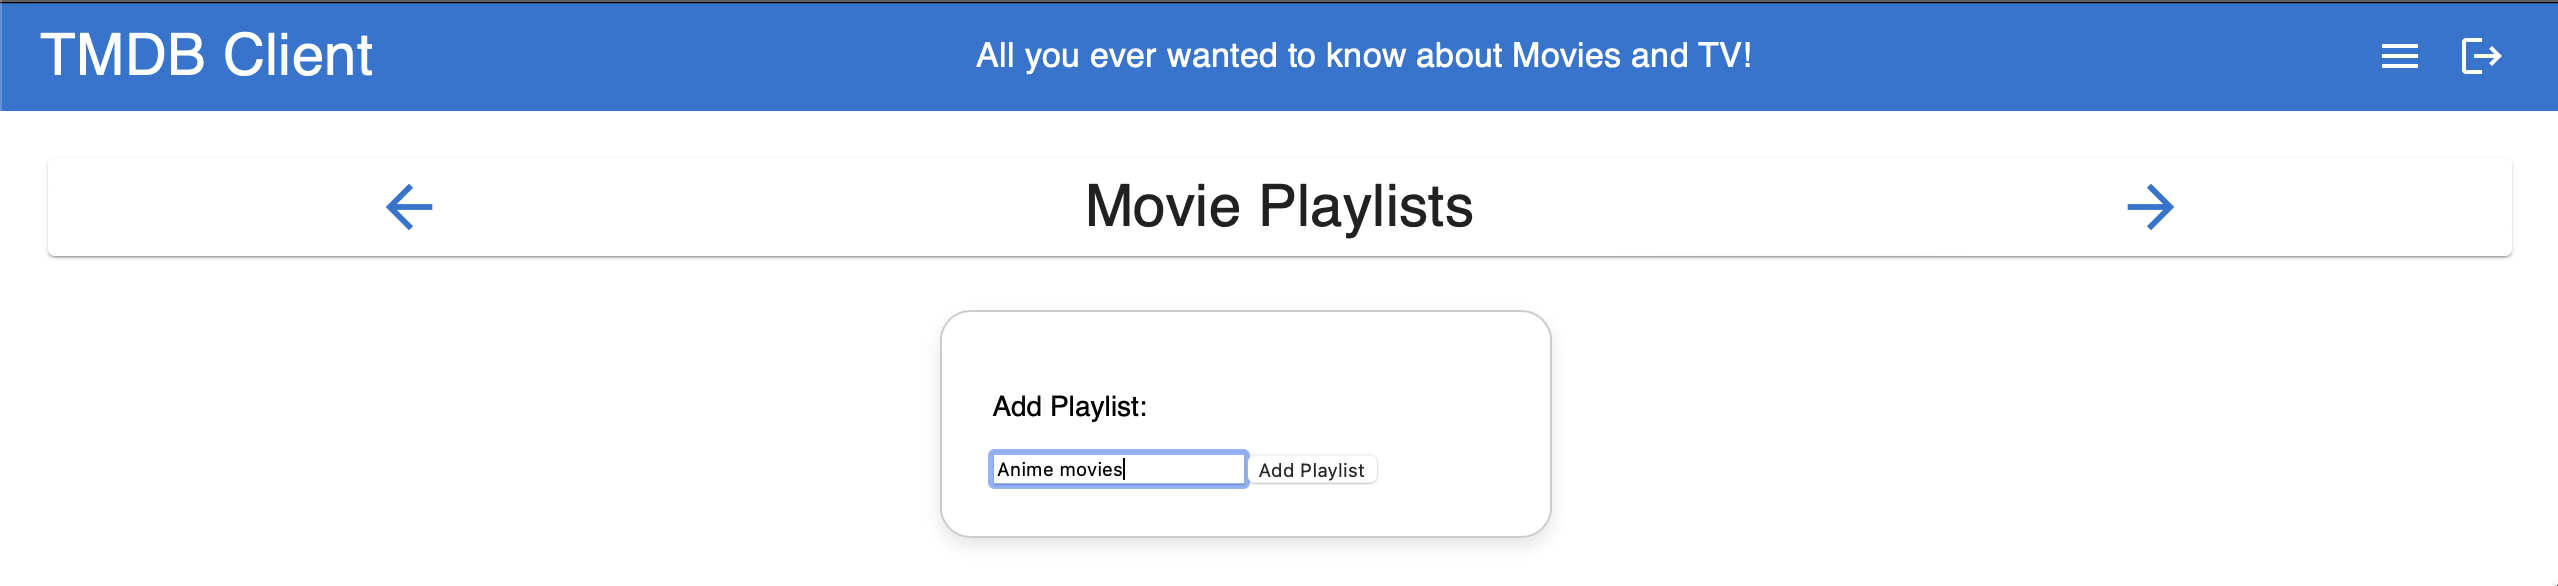 TMDB Client
All you ever wanted to know about Movies and TV!
Movie Playlists
Add Playlist:
Anime movies
Add Playlist